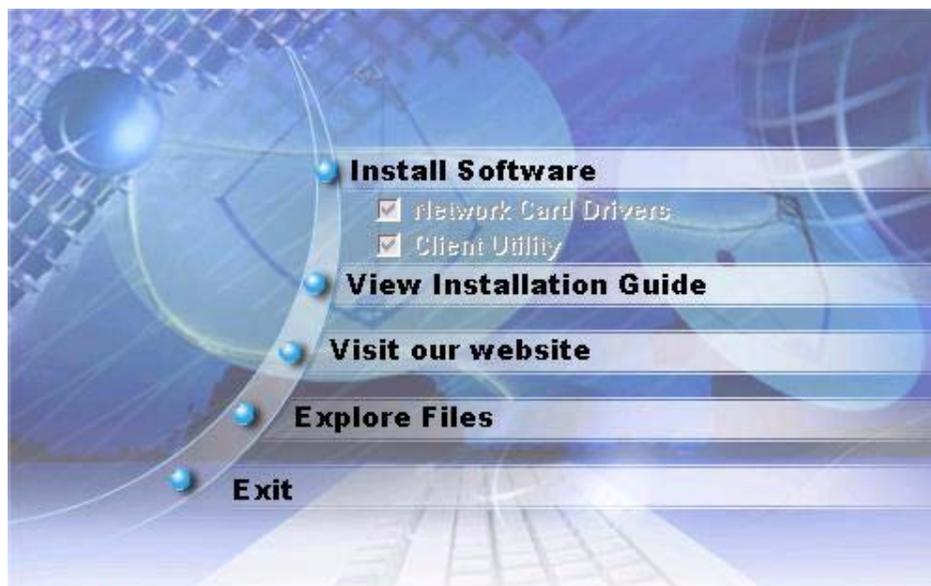 Install Software
Network Card Drivers
Client Utility
View Installation Guide
Visit our website
Explore Files
Exit